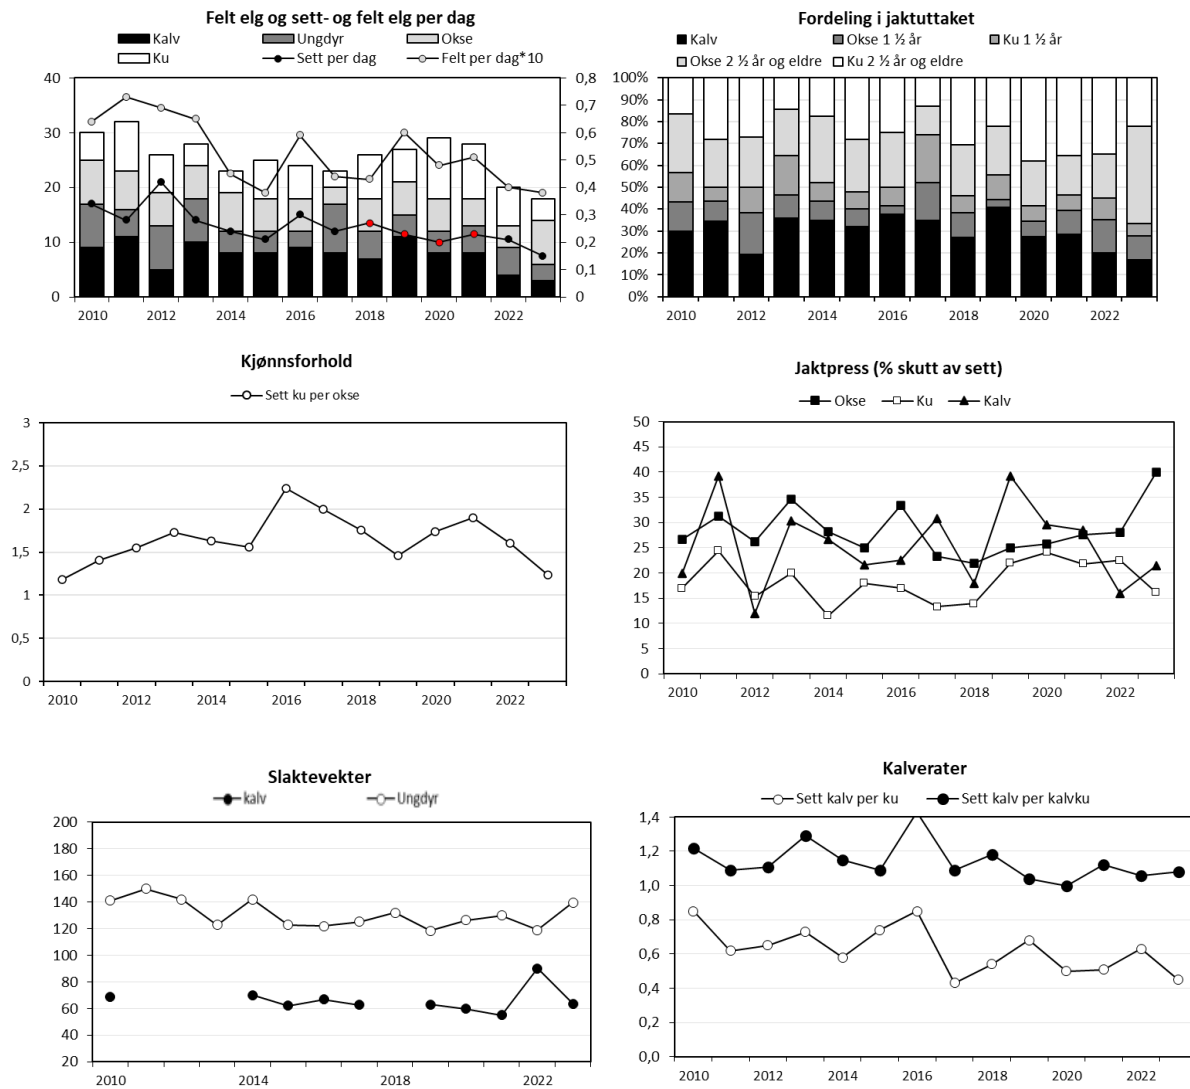 Felt elg og sett- og felt elg per dag
Kalv Ungdyr Okse
Ku Sett per dag Felt per dag*10
40 0,8
0,7
30 0,6
0,5
20 0,4
0,3
10 0,2
0,1
0 0
2010 2012 2014 2016 2018 2020 2022
Fordeling i jaktuttaket
Kalv Okse 1 ½ år Ku 1 ½ år
Okse 2 ½ år og eldre Ku 2 ½ år og eldre
100%
90%
80%
70%
60%
50%
40%
30%
20%
10%
0%
2010 2012 2014 2016 2018 2020 2022
Kjønnsforhold
Sett ku per okse
3
2,5
2
1,5
1
0,5
0
2010 2012 2014 2016 2018 2020 2022
Jaktpress (% skutt av sett)
Okse Ku Kalv
50
45
40
35
30
25
20
15
10
5
0
2010 2012 2014 2016 2018 2020 2022
Slaktevekter
kalv Ungdyr
200
180
160
140
120
100
80
60
40
20
2010 2014 2018 2022
Kalverater
Sett kalv per ku Sett kalv per kalvku
1,4
1,2
1,0
0,8
0,6
0,4
0,2
0,0
2010 2012 2014 2016 2018 2020 2022